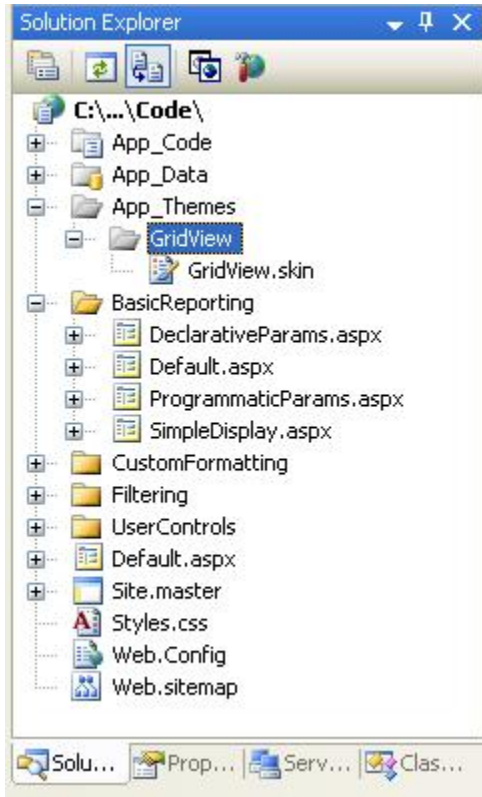 Solution Explorer
C:\...\Code\
App_Code
App_Data
App_Themes
GridView
GridView.skin
BasicReporting
DeclarativeParams.aspx
Default.aspx
ProgrammaticParams.aspx
SimpleDisplay.aspx
CustomFormatting
Filtering
UserControls
Default.aspx
Site.master
Styles.css
Web.Config
Web.sitemap
Solu... Prop... Serv... Clas...